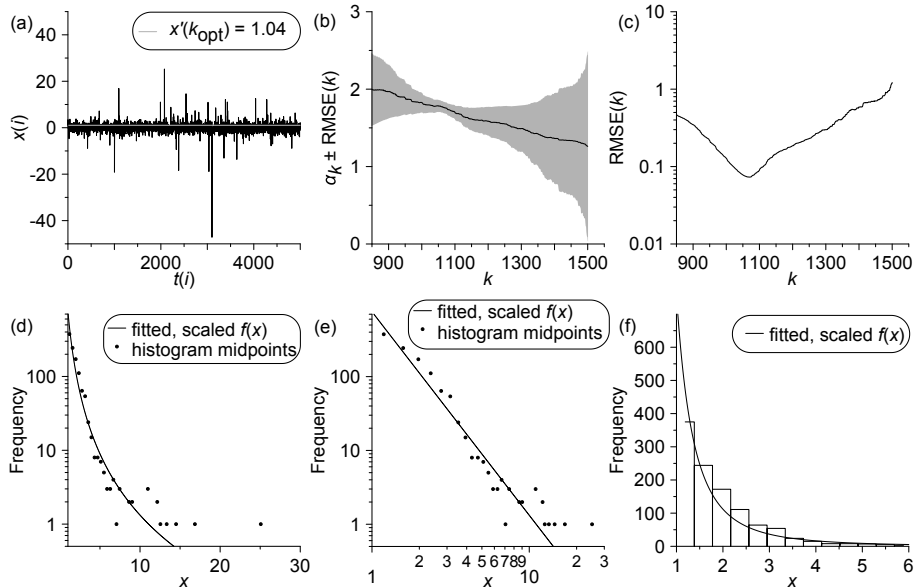 (a)
x'(kopt) = 1.04
x(i)
40
20
0
-20
-40
0 2000 4000
t(i)
(b)
αk ± RMSE(k)
3
2
1
0
900 1100 1300 1500
k
(c)
RMSE(k)
10
1
0.1
0.01
900 1100 1300 1500
k
(d)
fitted, scaled f(x)
histogram midpoints
Frequency
100
10
1
10 20 30
x
(e)
fitted, scaled f(x)
histogram midpoints
Frequency
100
10
1
1 2 4 5 6 7 8 9 10 2 3
x
(f)
fitted, scaled f(x)
Frequency
600
500
400
300
200
100
0
1 2 3 4 5 6
x